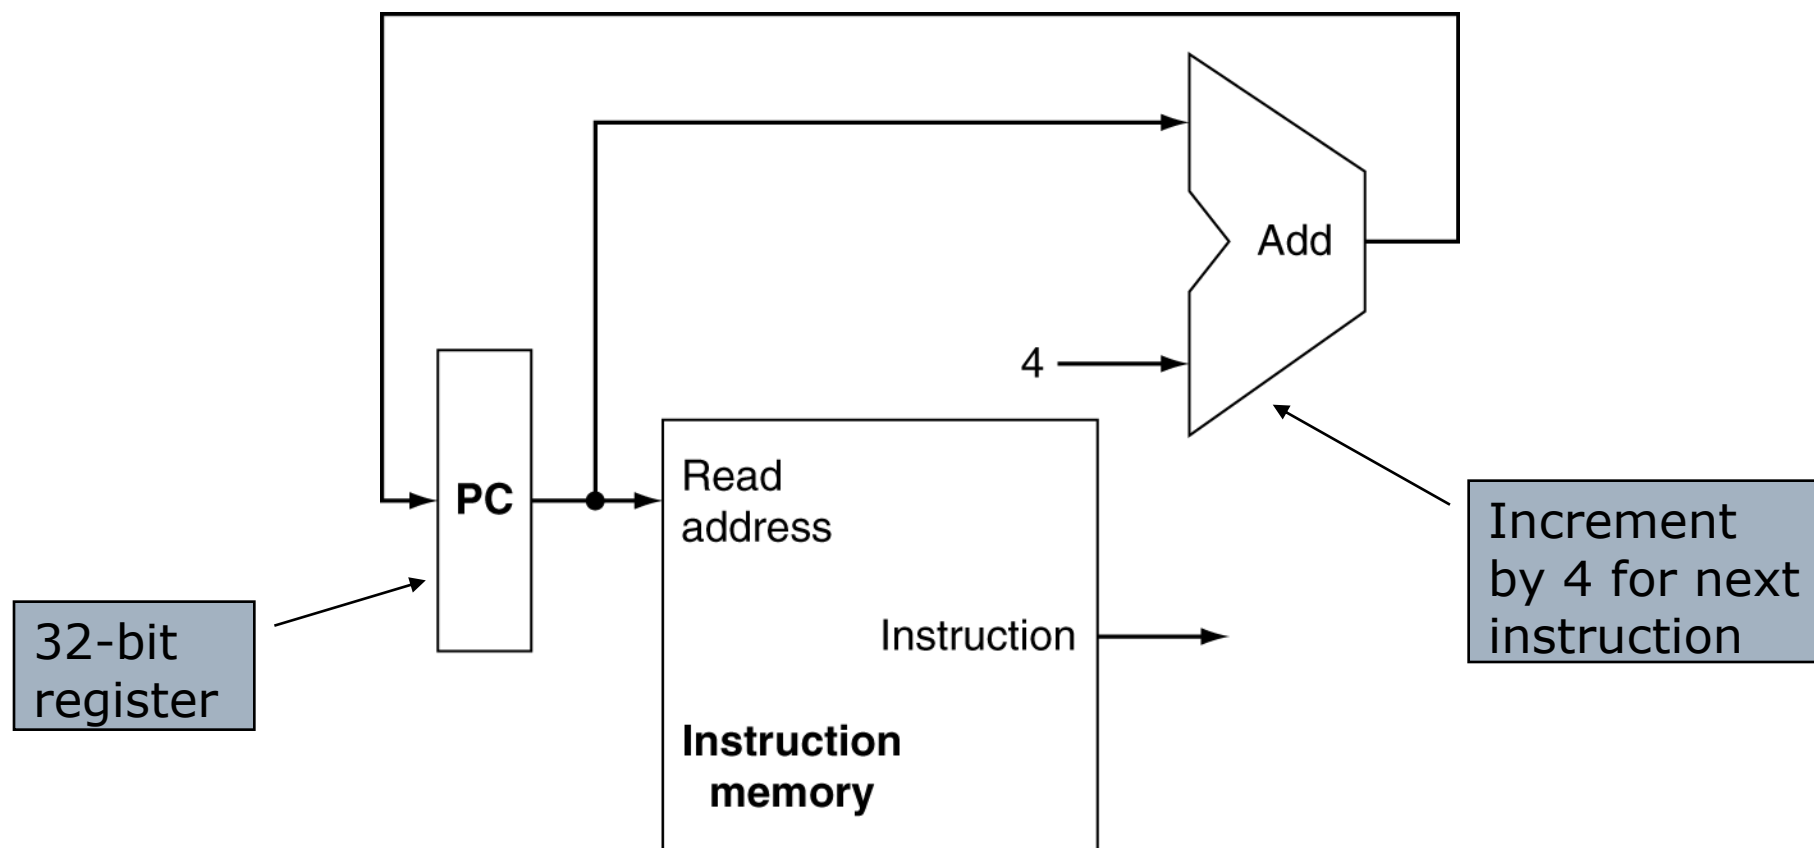 Add
4
PC
Read
address
Instruction
Instruction
memory
32-bit
register
Increment
by 4 for next
instruction